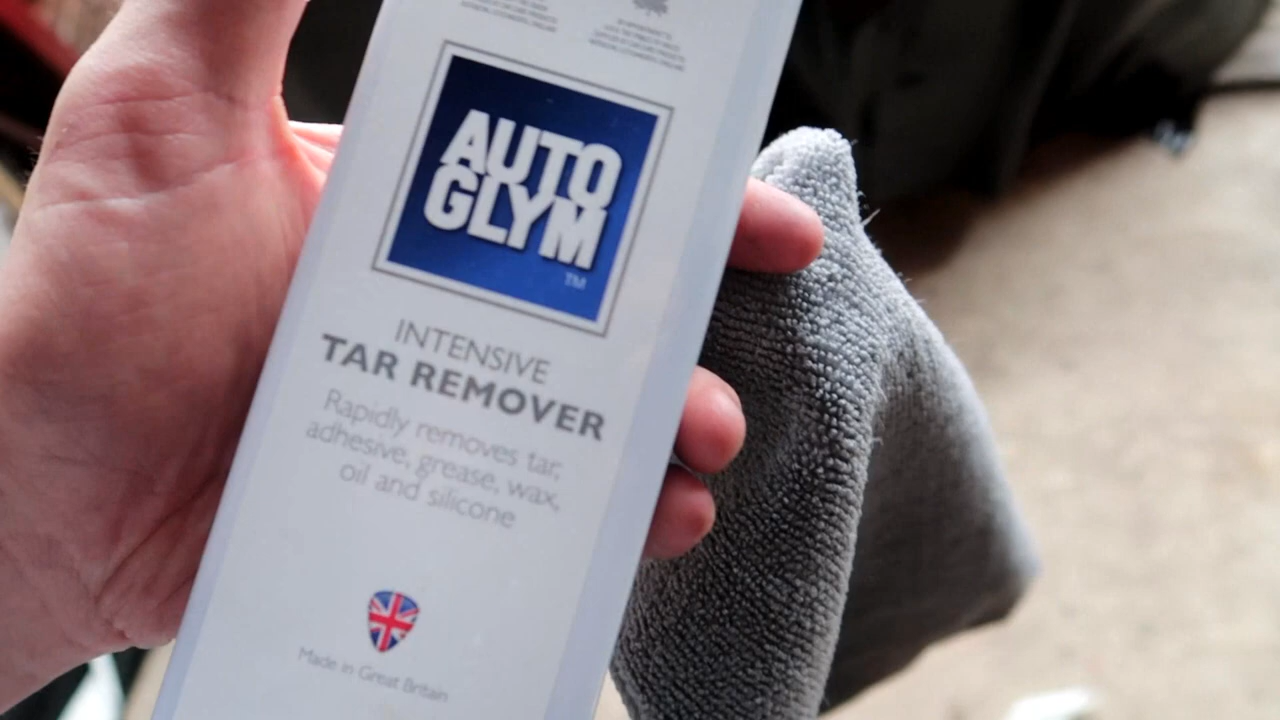 AUTO
GLYM
TM
INTENSIVE
TAR REMOVER
Rapidly removes tar,
adhesive, grease, wax,
oil and silicone
Made in Great Britain